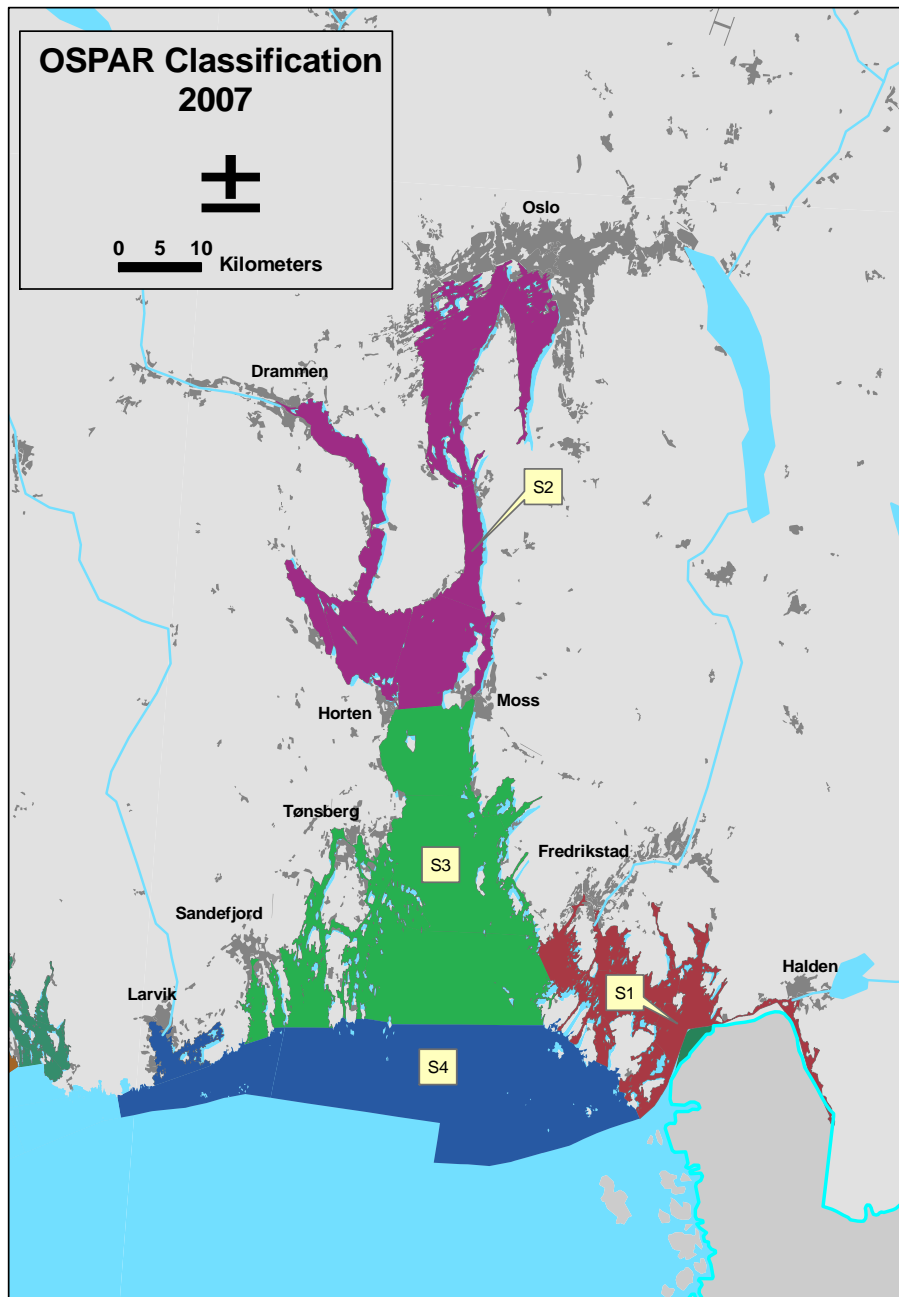 OSPAR Classification
2007
0 5 10
Kilometers
Oslo
Drammen
S2
Horten
Moss
Tønsberg
Fredrikstad
S3
Sandefjord
Halden
Larvik
S1
S4